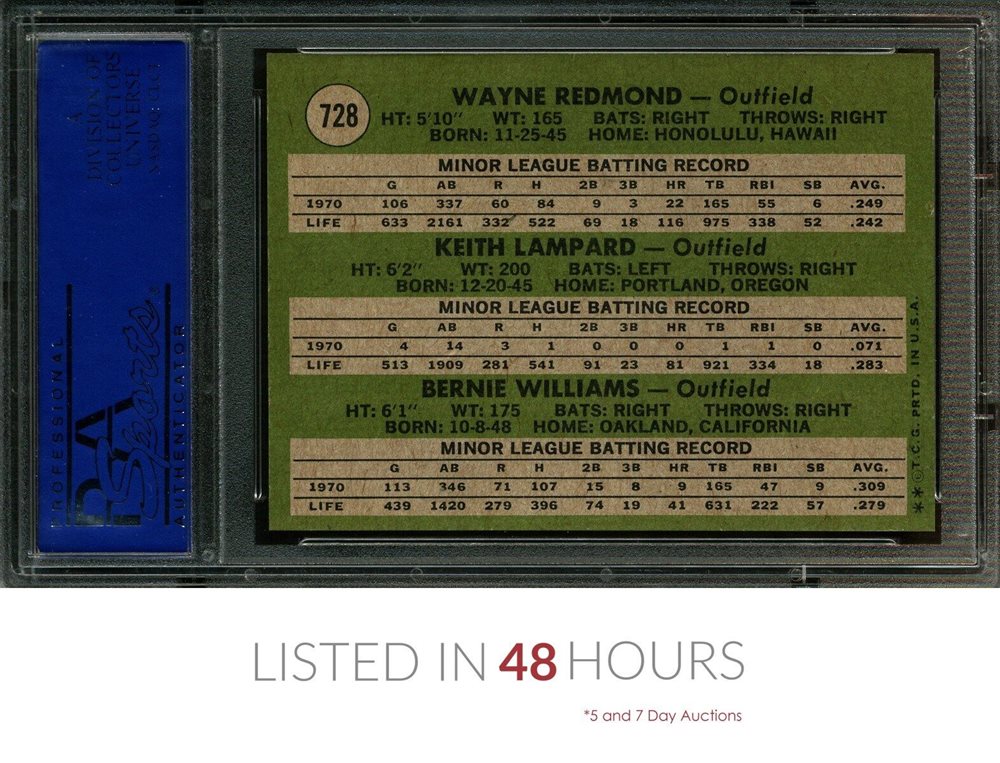 A
DIVISION OF
COLLECTORS
UNIVERSE
NASDAQ: CLCT
PROFESSIONAL
PSA
Sports
AUTHENTICATOR
728
WAYNE REDMOND — Outfield
HT: 5'10" WT: 165 BATS: RIGHT THROWS: RIGHT
BORN: 11-25-45 HOME: HONOLULU, HAWAII
MINOR LEAGUE BATTING RECORD
G AB R H 2B 3B HR TB RBI SB AVG.
1970 106 337 60 84 9 3 22 165 55 6 .249
LIFE 633 2161 332 522 69 18 116 975 338 52 .242
KEITH LAMPARD — Outfield
HT: 6'2" WT: 200 BATS: LEFT THROWS: RIGHT
BORN: 12-20-45 HOME: PORTLAND, OREGON
MINOR LEAGUE BATTING RECORD
G AB R H 2B 3B HR TB RBI SB AVG.
1970 4 14 3 1 0 0 0 1 1 0 .071
LIFE 513 1909 281 541 91 23 81 921 334 18 .283
BERNIE WILLIAMS — Outfield
HT: 6'1" WT: 175 BATS: RIGHT THROWS: RIGHT
BORN: 10-8-48 HOME: OAKLAND, CALIFORNIA
MINOR LEAGUE BATTING RECORD
G AB R H 2B 3B HR TB RBI SB AVG.
1970 113 346 71 107 15 8 9 165 47 9 .309
LIFE 439 1420 279 396 74 19 41 631 222 57 .279
** ©T.C.G. PRTD. IN U.S.A.
LISTED IN 48 HOURS
*5 and 7 Day Auctions